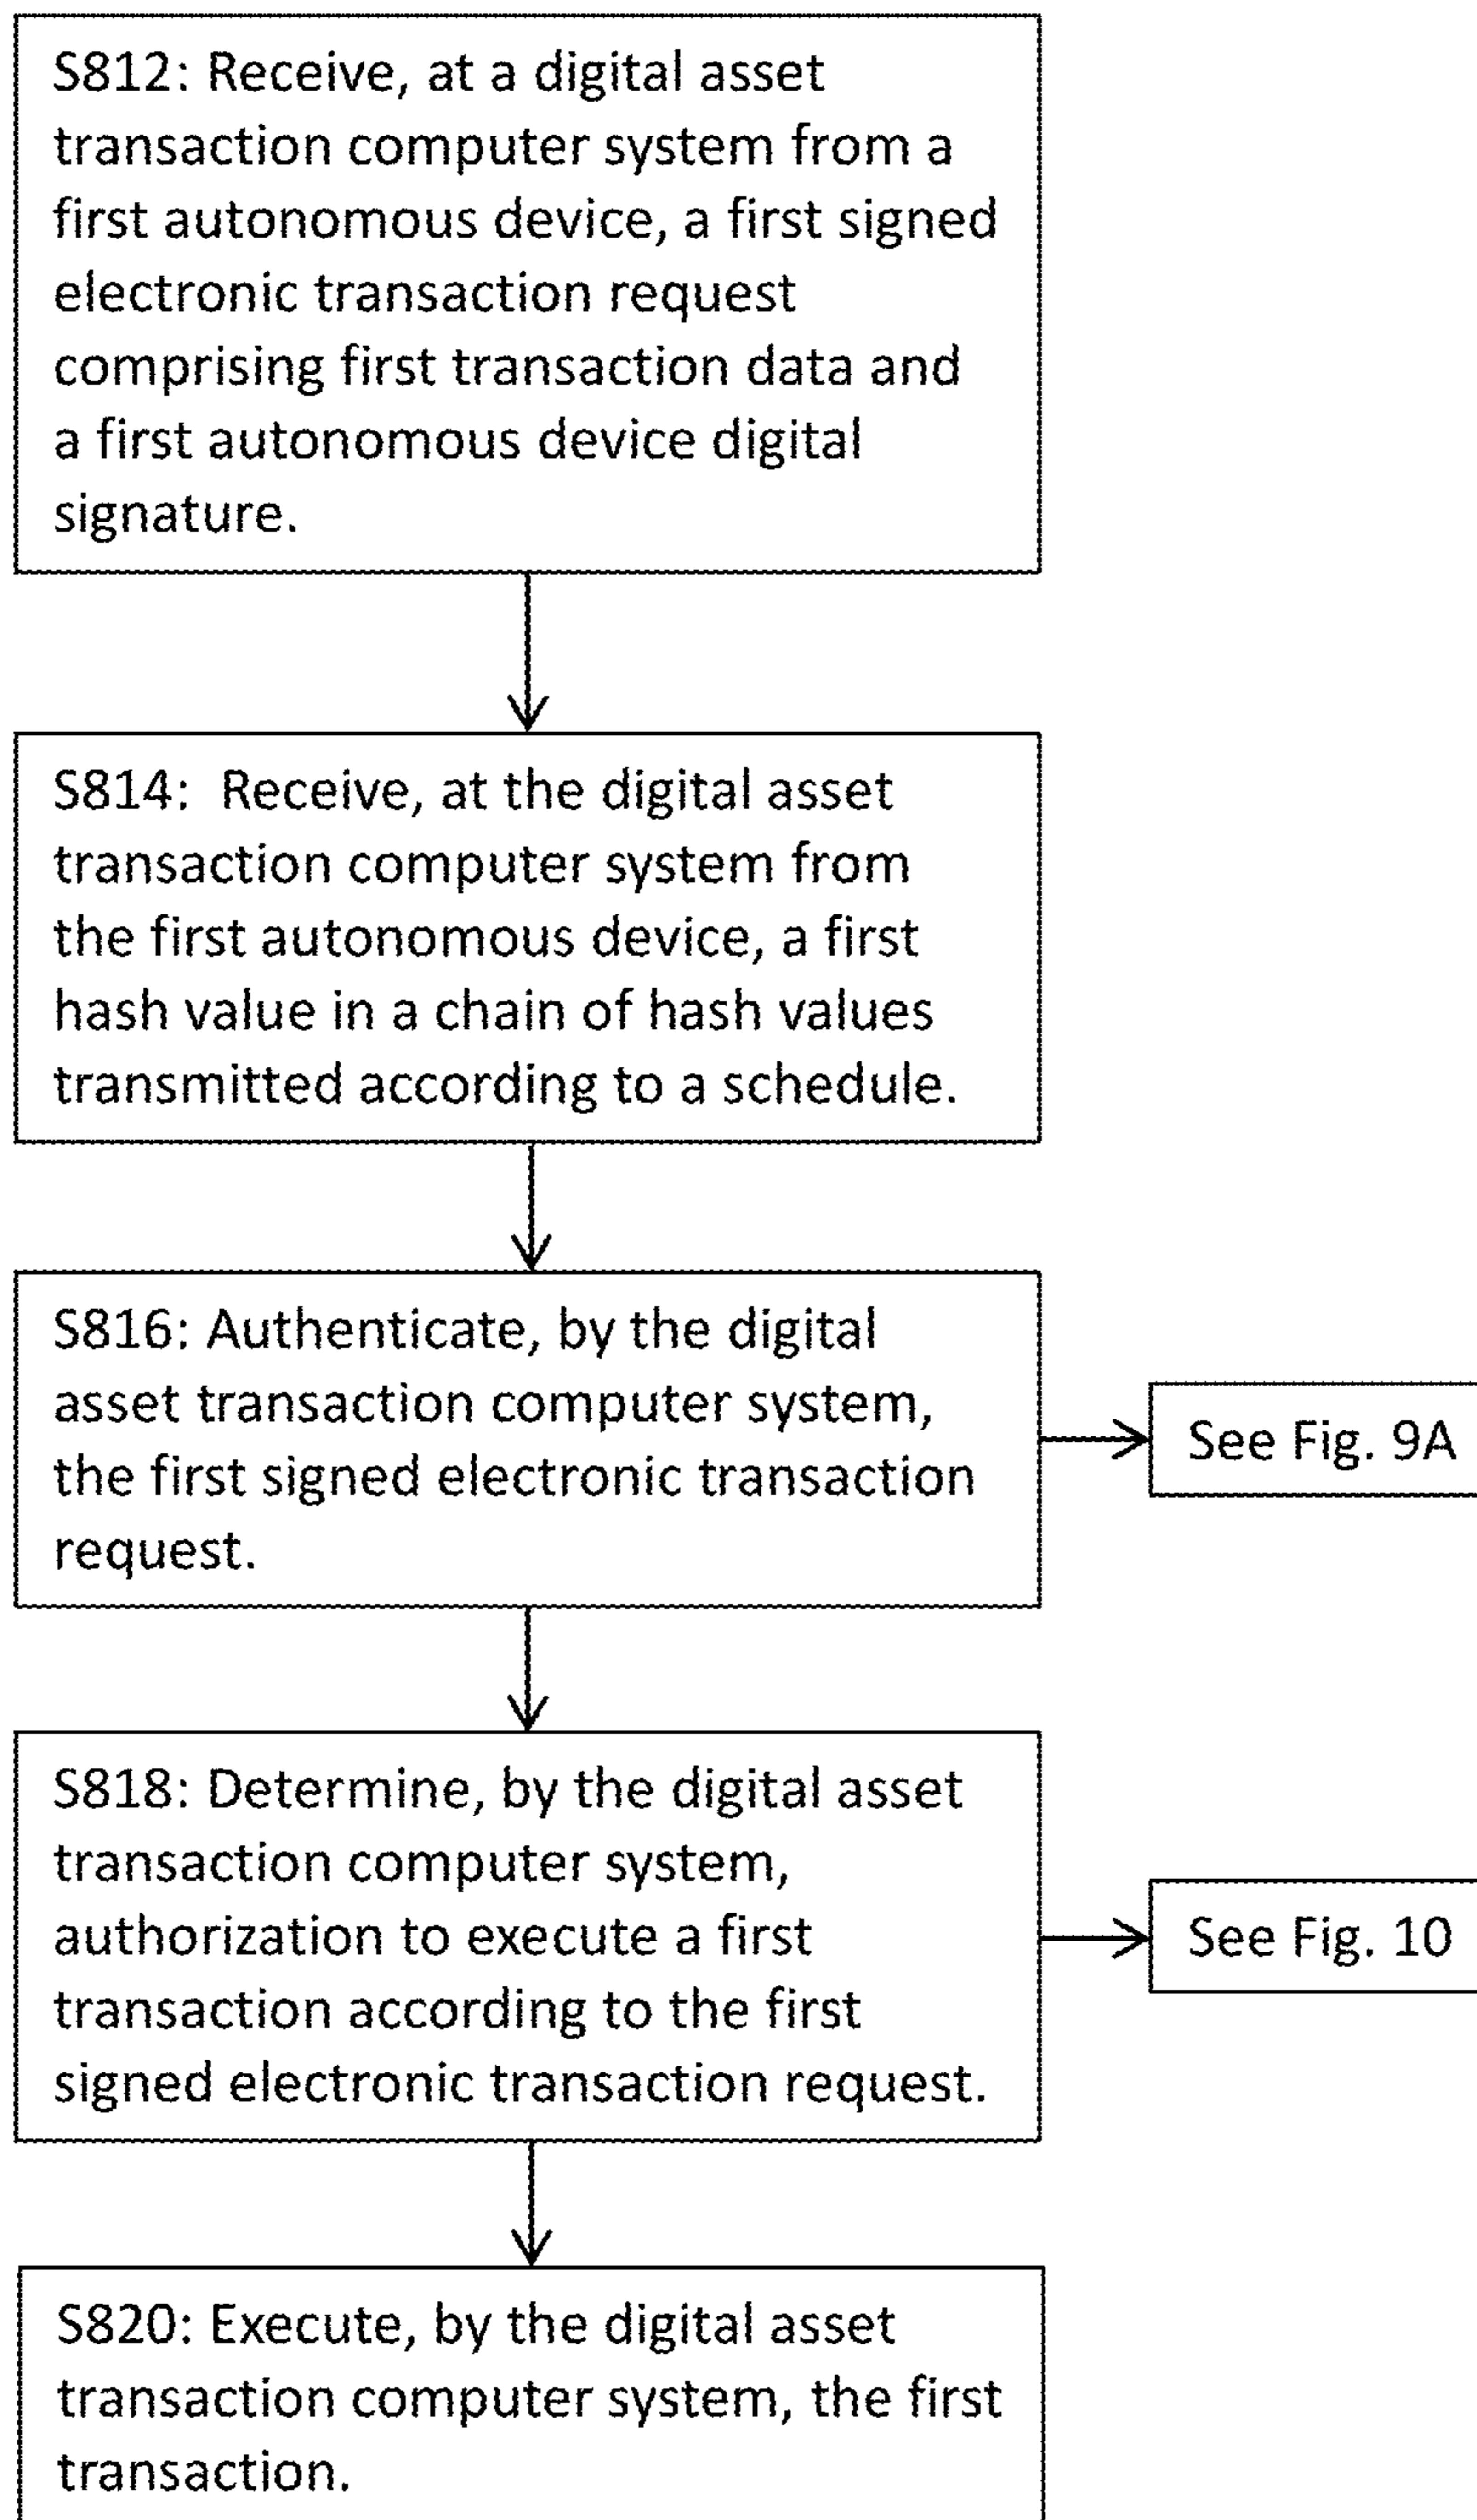 S812: Receive, at a digital asset
transaction computer system from a
first autonomous device, a first signed
electronic transaction request
comprising first transaction data and
a first autonomous device digital
signature.
S814:  Receive, at the digital asset
transaction computer system from
the first autonomous device, a first
hash value in a chain of hash values
transmitted according to a schedule.
S816: Authenticate, by the digital
asset transaction computer system,
the first signed electronic transaction
request.
See Fig. 9A
S818: Determine, by the digital asset
transaction computer system,
authorization to execute a first
transaction according to the first
signed electronic transaction request.
See Fig. 10
S820: Execute, by the digital asset
transaction computer system, the first
transaction.